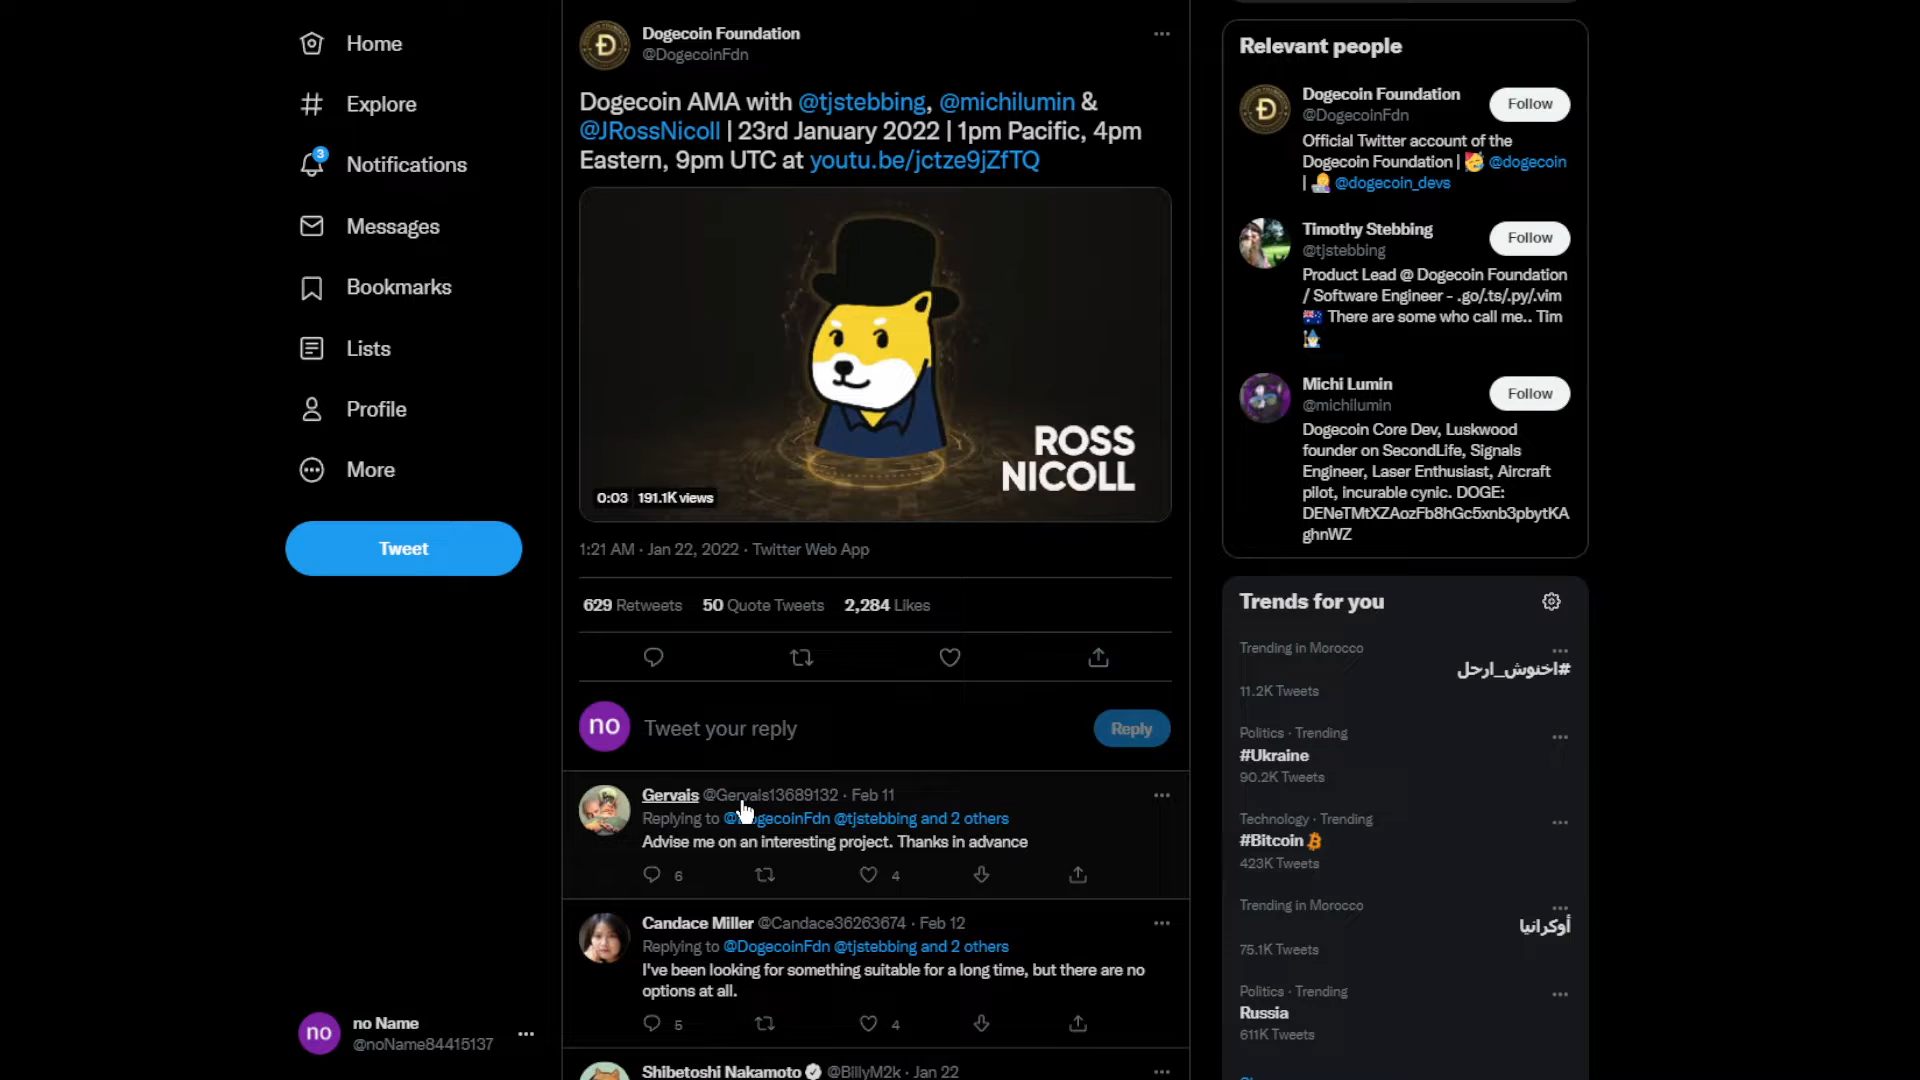 Home
Explore
3
Notifications
Messages
Bookmarks
Lists
Profile
More
Tweet
no
no Name
@noName84415137
Dogecoin Foundation
@DogecoinFdn
Dogecoin AMA with @tjstebbing, @michilumin &
@JRossNicoll | 23rd January 2022 | 1pm Pacific, 4pm
Eastern, 9pm UTC at youtu.be/jctze9jZfTQ
ROSS
NICOLL
0:03 191.1K views
1:21 AM · Jan 22, 2022 · Twitter Web App
629 Retweets 50 Quote Tweets 2,284 Likes
no
Tweet your reply
Reply
Gervais @Gervais13689132 · Feb 11
Replying to @DogecoinFdn @tjstebbing and 2 others
Advise me on an interesting project. Thanks in advance
6
4
Candace Miller @Candace36263674 · Feb 12
Replying to @DogecoinFdn @tjstebbing and 2 others
I've been looking for something suitable for a long time, but there are no
options at all.
5
4
Shibetoshi Nakamoto @BillyM2k · Jan 22
Relevant people
Dogecoin Foundation
@DogecoinFdn
Follow
Official Twitter account of the
Dogecoin Foundation | 🥳 @dogecoin
| @dogecoin_devs
Timothy Stebbing
@tjstebbing
Follow
Product Lead @ Dogecoin Foundation
/ Software Engineer - .go/.ts/.py/.vim
🇦🇺 There are some who call me.. Tim
Michi Lumin
@michilumin
Follow
Dogecoin Core Dev, Luskwood
founder on SecondLife, Signals
Engineer, Laser Enthusiast, Aircraft
pilot, incurable cynic. DOGE:
DENeTMtXZAozFb8hGc5xnb3pbytKA
ghnWZ
Trends for you
Trending in Morocco
#اخنوش_ارحل
11.2K Tweets
Politics · Trending
#Ukraine
90.2K Tweets
Technology · Trending
#Bitcoin
423K Tweets
Trending in Morocco
أوكرانيا
75.1K Tweets
Politics · Trending
Russia
611K Tweets